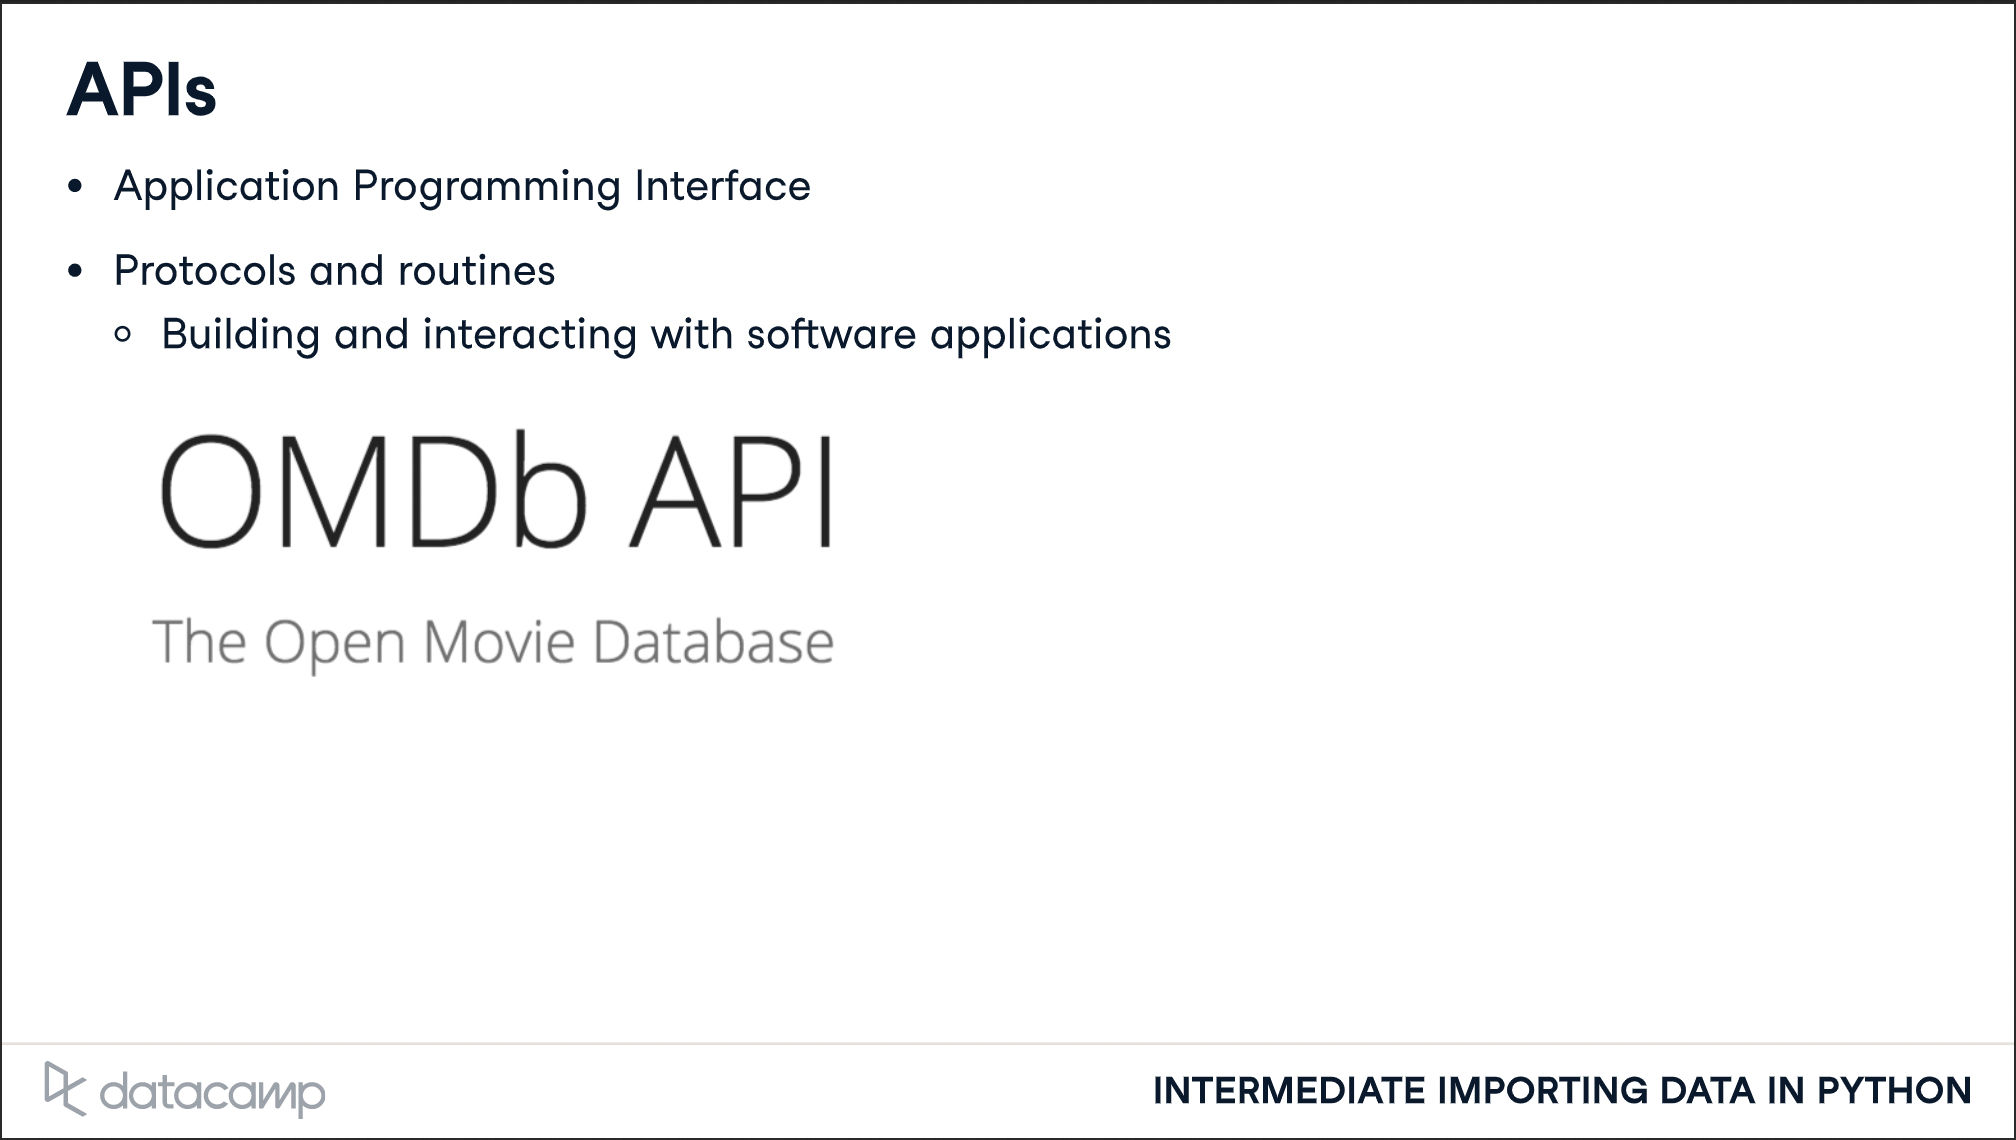 APIs
• Application Programming Interface
• Protocols and routines
○ Building and interacting with software applications
OMDb API
The Open Movie Database
datacamp
INTERMEDIATE IMPORTING DATA IN PYTHON